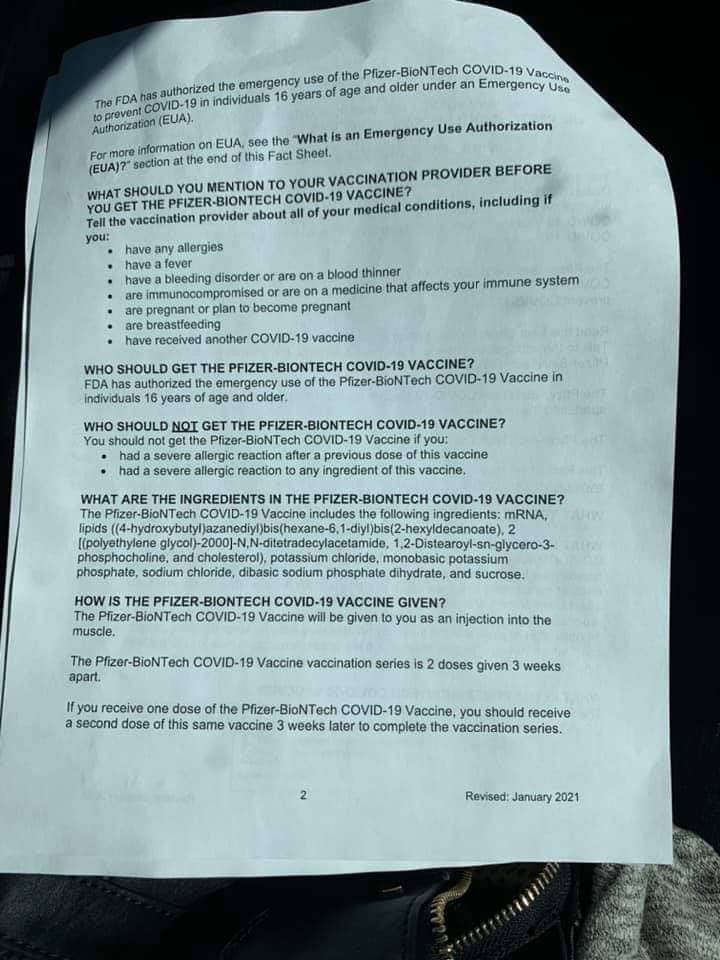 The FDA has authorized the emergency use of the Pfizer-BioNTech COVID-19 Vaccine
to prevent COVID-19 in individuals 16 years of age and older under an Emergency Use
Authorization (EUA).
For more information on EUA, see the "What is an Emergency Use Authorization
(EUA)?" section at the end of this Fact Sheet.
WHAT SHOULD YOU MENTION TO YOUR VACCINATION PROVIDER BEFORE
YOU GET THE PFIZER-BIONTECH COVID-19 VACCINE?
Tell the vaccination provider about all of your medical conditions, including if
you:
• have any allergies
• have a fever
• have a bleeding disorder or are on a blood thinner
• are immunocompromised or are on a medicine that affects your immune system
• are pregnant or plan to become pregnant
• are breastfeeding
• have received another COVID-19 vaccine
WHO SHOULD GET THE PFIZER-BIONTECH COVID-19 VACCINE?
FDA has authorized the emergency use of the Pfizer-BioNTech COVID-19 Vaccine in
individuals 16 years of age and older.
WHO SHOULD NOT GET THE PFIZER-BIONTECH COVID-19 VACCINE?
You should not get the Pfizer-BioNTech COVID-19 Vaccine if you:
• had a severe allergic reaction after a previous dose of this vaccine
• had a severe allergic reaction to any ingredient of this vaccine.
WHAT ARE THE INGREDIENTS IN THE PFIZER-BIONTECH COVID-19 VACCINE?
The Pfizer-BioNTech COVID-19 Vaccine includes the following ingredients: mRNA,
lipids ((4-hydroxybutyl)azanediyl)bis(hexane-6,1-diyl)bis(2-hexyldecanoate), 2
[(polyethylene glycol)-2000]-N,N-ditetradecylacetamide, 1,2-Distearoyl-sn-glycero-3-
phosphocholine, and cholesterol), potassium chloride, monobasic potassium
phosphate, sodium chloride, dibasic sodium phosphate dihydrate, and sucrose.
HOW IS THE PFIZER-BIONTECH COVID-19 VACCINE GIVEN?
The Pfizer-BioNTech COVID-19 Vaccine will be given to you as an injection into the
muscle.
The Pfizer-BioNTech COVID-19 Vaccine vaccination series is 2 doses given 3 weeks
apart.
If you receive one dose of the Pfizer-BioNTech COVID-19 Vaccine, you should receive
a second dose of this same vaccine 3 weeks later to complete the vaccination series.
2
Revised: January 2021